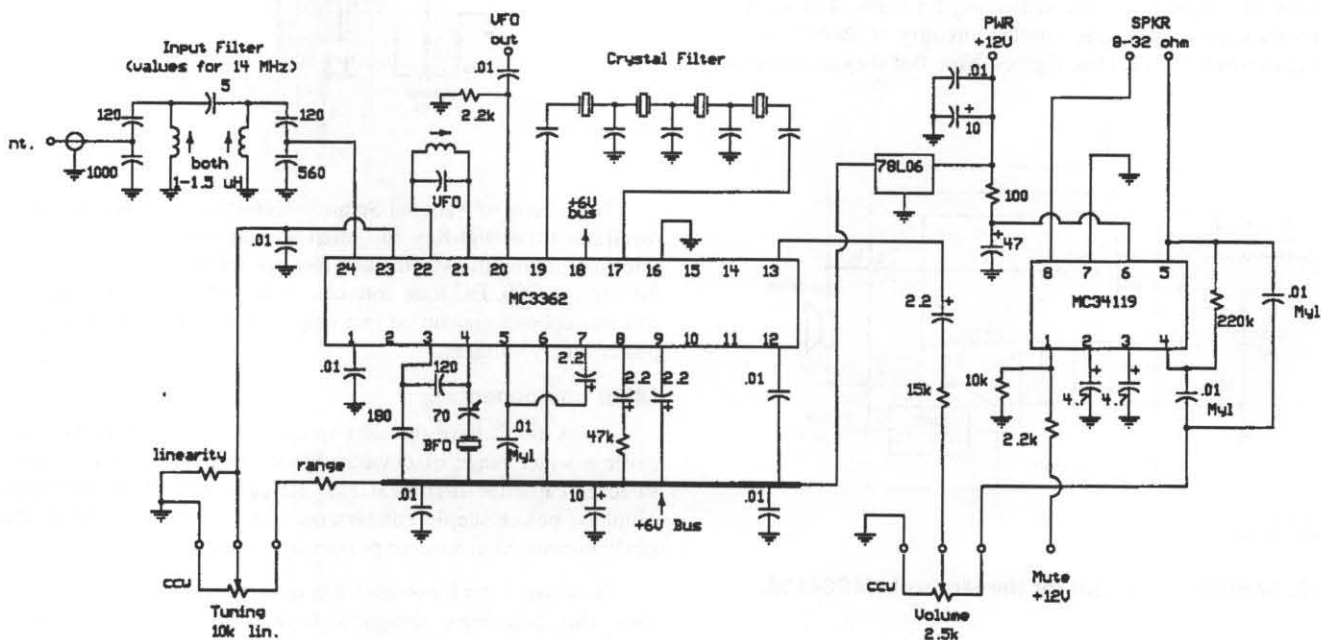 VFO
out
PWR
+12V
SPKR
8-32 ohm
Input Filter
(values for 14 MHz)
5
.01
Crystal Filter
.01
2.2k
120
120
+
10
nt.
both
1-1.5 uH
1000
560
VFO
78L06
+6V
bus
100
.01
+
47
24 23 22 21 20 19 18 17 16 15 14 13
MC3362
1 2 3 4 5 6 7 8 9 10 11 12
8 7 6 5
MC34119
1 2 3 4
2.2
+
.01
Myl
220k
.01
120
2.2
+
2.2
+
2.2
+
.01
180
70
BFO
.01
Myl
47k
15k
10k
+
4.7
+
4.7
.01
Myl
2.2k
linearity
range
.01
10
+
+6V Bus
.01
ccw
Tuning
10k lin.
ccw
Volume
2.5k
Mute
+12V